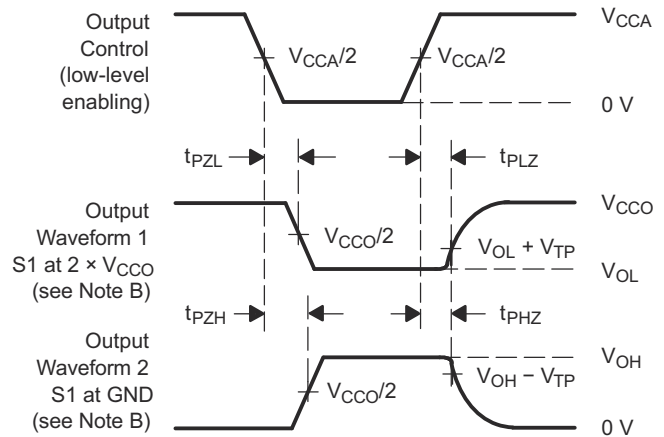 Output
Control
(low-level
enabling)
VCCA/2
VCCA/2
VCCA
0 V
tPZL
tPLZ
Output
Waveform 1
S1 at 2 × VCCO
(see Note B)
VCCO/2
VCCO
VOL + VTP
VOL
tPZH
tPHZ
Output
Waveform 2
S1 at GND
(see Note B)
VCCO/2
VOH
VOH − VTP
0 V